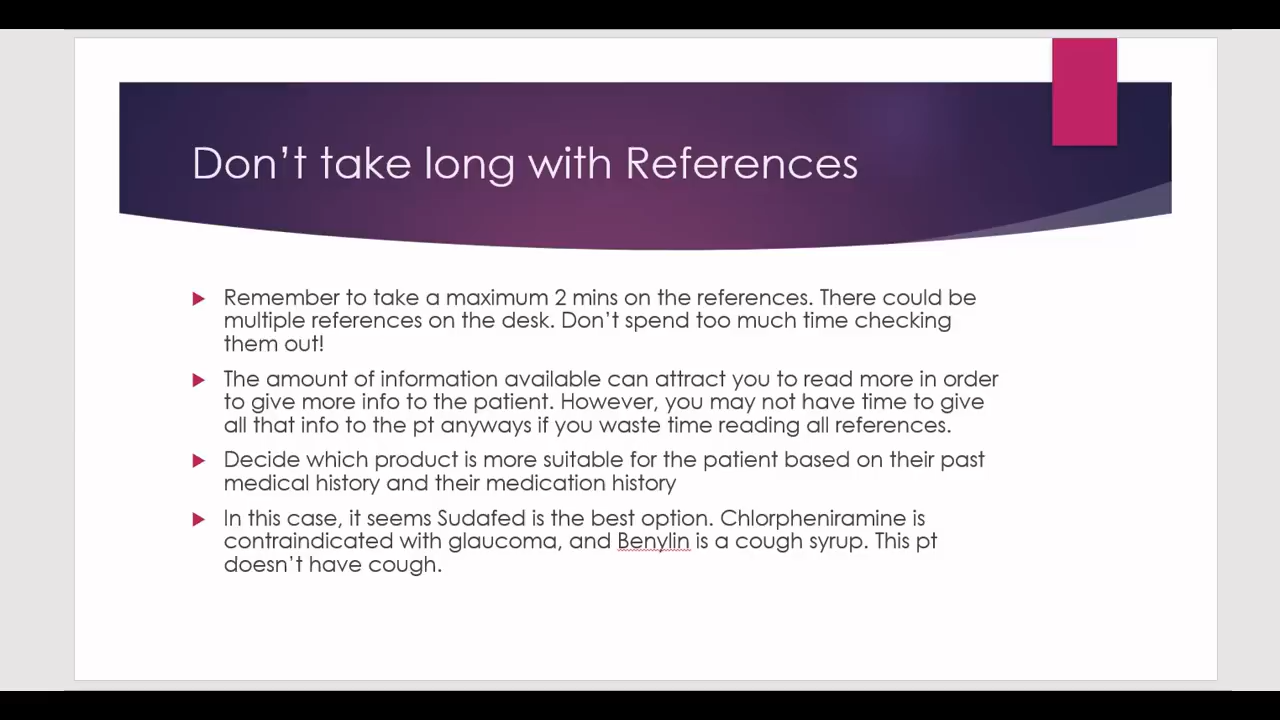 Don’t take long with References
Remember to take a maximum 2 mins on the references. There could be
multiple references on the desk. Don’t spend too much time checking
them out!
The amount of information available can attract you to read more in order
to give more info to the patient. However, you may not have time to give
all that info to the pt anyways if you waste time reading all references.
Decide which product is more suitable for the patient based on their past
medical history and their medication history
In this case, it seems Sudafed is the best option. Chlorpheniramine is
contraindicated with glaucoma, and Benylin is a cough syrup. This pt
doesn’t have cough.